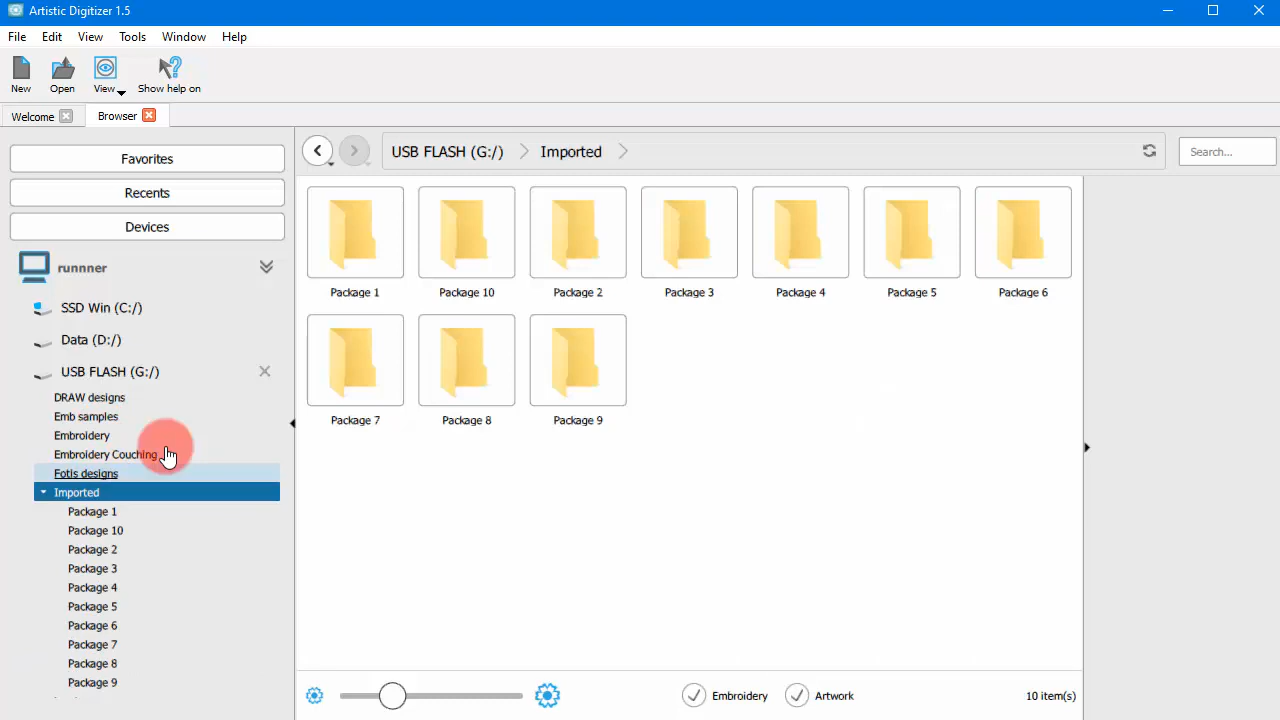 Artistic Digitizer 1.5
File Edit View Tools Window Help
New Open View Show help on
Welcome Browser
Favorites
Recents
Devices
runnner
SSD Win (C:/)
Data (D:/)
USB FLASH (G:/)
DRAW designs
Emb samples
Embroidery
Embroidery Couching
Fotis designs
Imported
Package 1
Package 10
Package 2
Package 3
Package 4
Package 5
Package 6
Package 7
Package 8
Package 9
USB FLASH (G:/) Imported Search...
Package 1 Package 10 Package 2 Package 3 Package 4 Package 5 Package 6
Package 7 Package 8 Package 9
Embroidery Artwork 10 item(s)